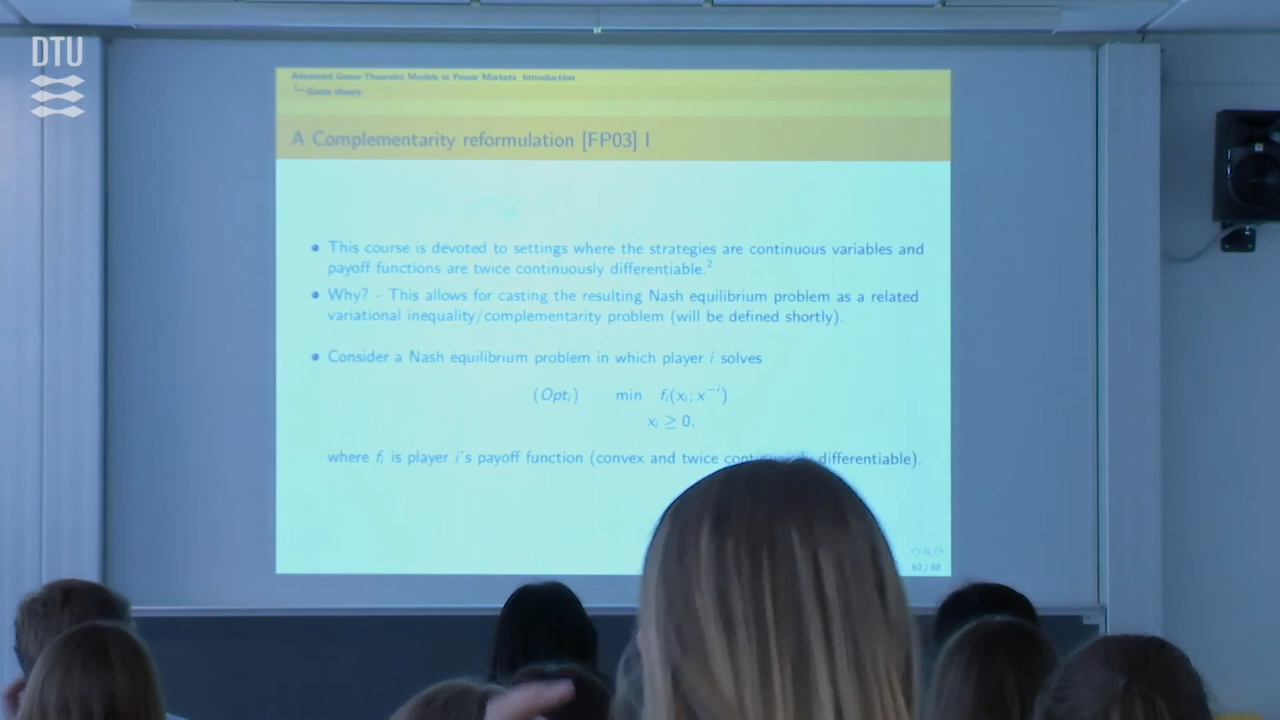 DTU
Advanced Game-Theoretic Models in Power Markets Introduction
Game theory
A Complementarity reformulation [FP03] I
This course is devoted to settings where the strategies are continuous variables and
payoff functions are twice continuously differentiable.²
Why? - This allows for casting the resulting Nash equilibrium problem as a related
variational inequality/complementarity problem (will be defined shortly).
Consider a Nash equilibrium problem in which player i solves
(Optᵢ) min fᵢ(xᵢ; x⁻ⁱ)
xᵢ ≥ 0,
where fᵢ is player i's payoff function (convex and twice differentiable).